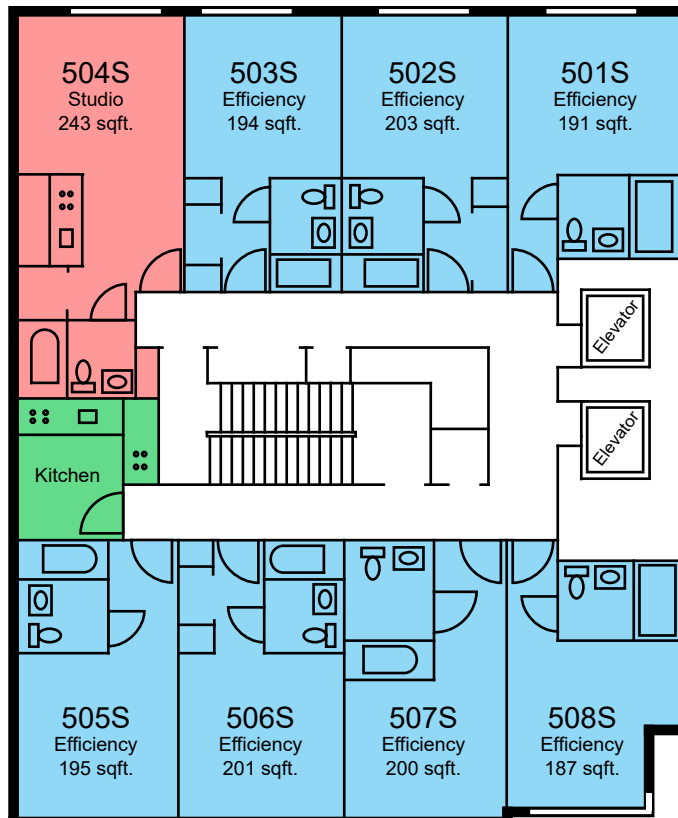 504S
Studio
243 sqft.
503S
Efficiency
194 sqft.
502S
Efficiency
203 sqft.
501S
Efficiency
191 sqft.
Elevator
Elevator
Kitchen
505S
Efficiency
195 sqft.
506S
Efficiency
201 sqft.
507S
Efficiency
200 sqft.
508S
Efficiency
187 sqft.